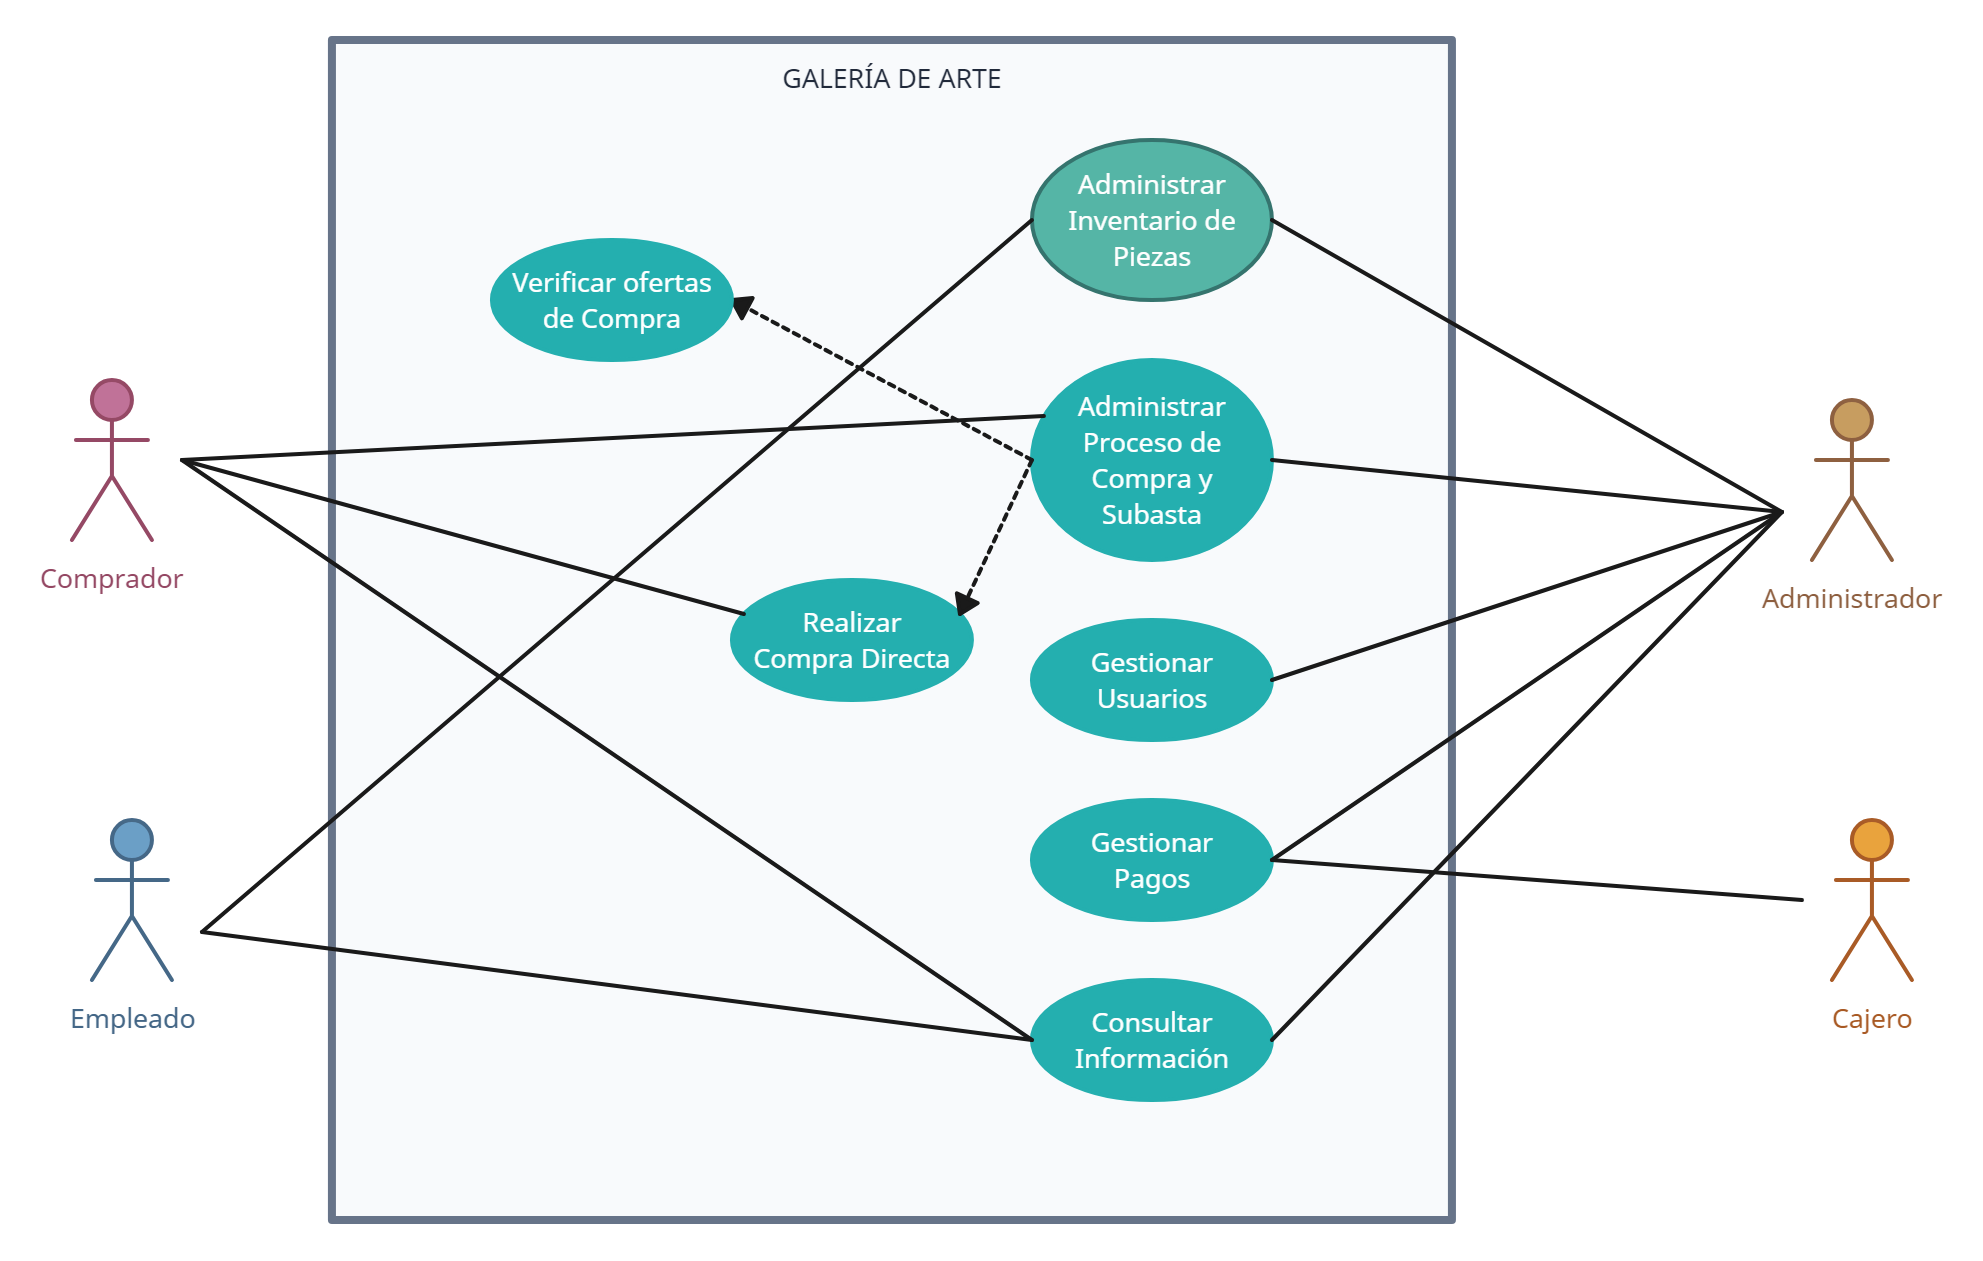 GALERÍA DE ARTE
Administrar
Inventario de
Piezas
Verificar ofertas
de Compra
Administrar
Proceso de
Compra y
Subasta
Comprador
Administrador
Realizar
Compra Directa
Gestionar
Usuarios
Gestionar
Pagos
Empleado
Cajero
Consultar
Información